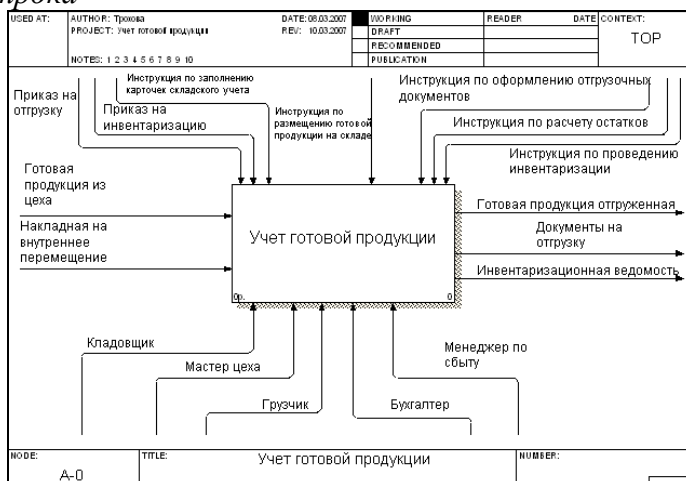 USED AT:
AUTHOR: Трохова
DATE: 08.03.2007
WORKING
READER
DATE
CONTEXT:
PROJECT: Учет готовой продукции
REV: 10.03.2007
DRAFT
TOP
RECOMMENDED
NOTES: 1 2 3 4 5 6 7 8 9 10
PUBLICATION
Приказ на
отгрузку
Инструкция по заполнению
карточек складского учета
Приказ на
инвентаризацию
Инструкция по
размещению готовой
продукции на складе
Инструкция по оформлению отгрузочных
документов
Инструкция по расчету остатков
Инструкция по проведению
инвентаризации
Готовая
продукция из
цеха
Накладная на
внутреннее
перемещение
Учет готовой продукции
0р.
0
Готовая продукция отгруженная
Документы на
отгрузку
Инвентаризационная ведомость
Кладовщик
Мастер цеха
Грузчик
Бухгалтер
Менеджер по
сбыту
NODE:
A-0
TITLE:
Учет готовой продукции
NUMBER: